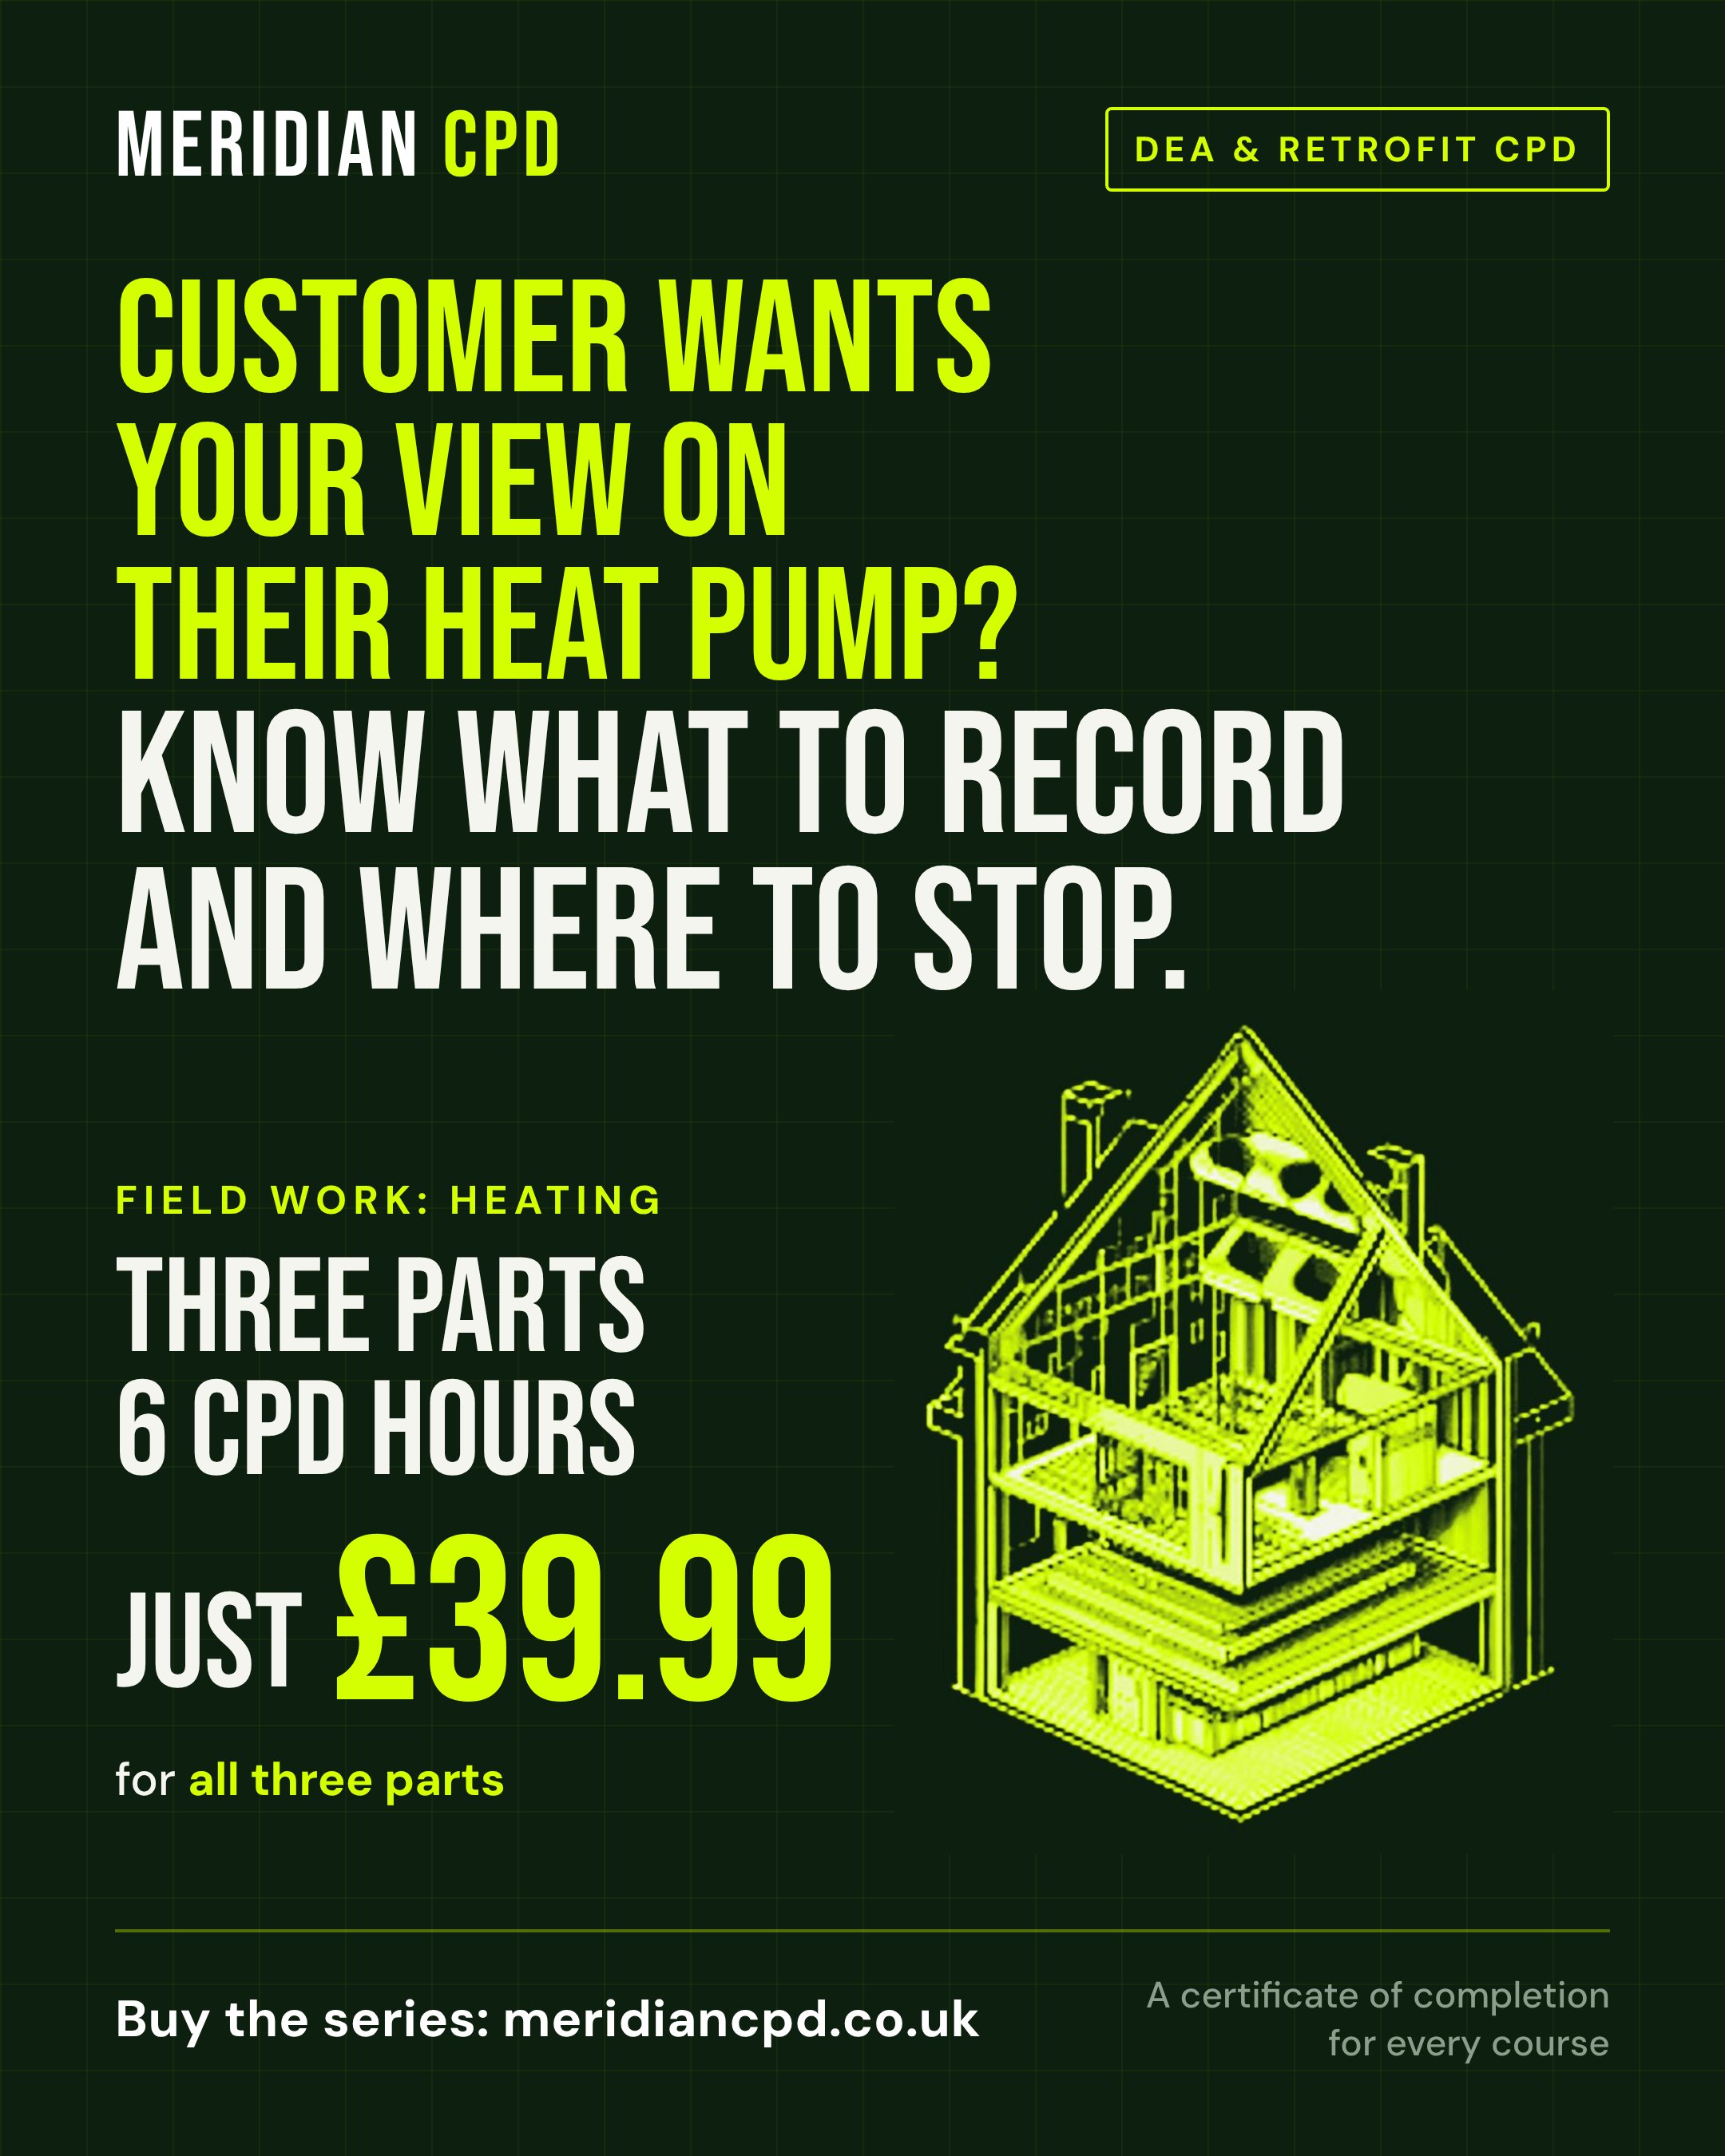 MERIDIAN CPD
DEA & RETROFIT CPD
CUSTOMER WANTS
YOUR VIEW ON
THEIR HEAT PUMP?
KNOW WHAT TO RECORD
AND WHERE TO STOP.
FIELD WORK: HEATING
THREE PARTS
6 CPD HOURS
JUST £39.99
for all three parts
Buy the series: meridiancpd.co.uk
A certificate of completion
for every course